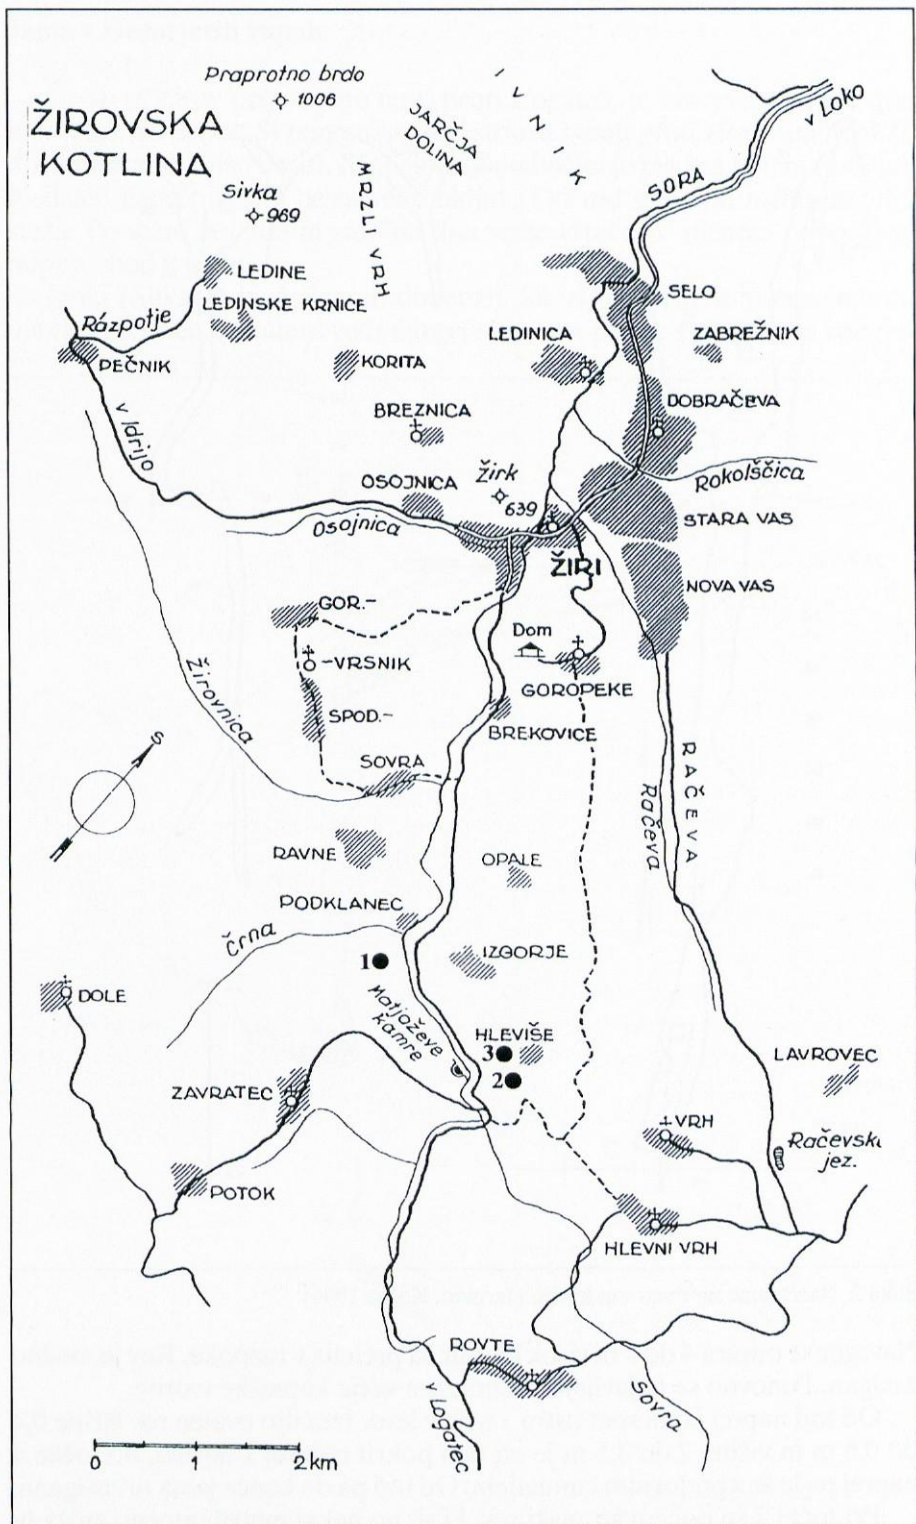 Praprotno brdo
1006
ŽIROVSKA
KOTLINA
JARČJA
DOLINA
L
N
I
K
v Loko
SORA
MRZLI VRH
Sivka
969
LEDINE
LEDINSKE KRNICE
Rázpotje
PEČNIK
KORITA
SELO
LEDINICA
ZABREŽNIK
v Idrijo
BREZNICA
DOBRAČEVA
OSOJNICA
Žirk
639
Rokolščica
Osojnica
STARA VAS
ŽIRI
NOVA VAS
GOR.-
Dom
-VRSNIK
GOROPEKE
SPOD.-
Žirovnica
BREKOVICE
S
SOVRA
RAČEVA
Račeva
RAVNE
OPALE
PODKLANEC
Črna
1
IZGORJE
DOLE
Matjaževe
kamre
HLEVIŠE
3
2
LAVROVEC
ZAVRATEC
VRH
Račevsk
jez.
POTOK
HLEVNI VRH
ROVTE
v Logatec
Sovra
0
1
2 km